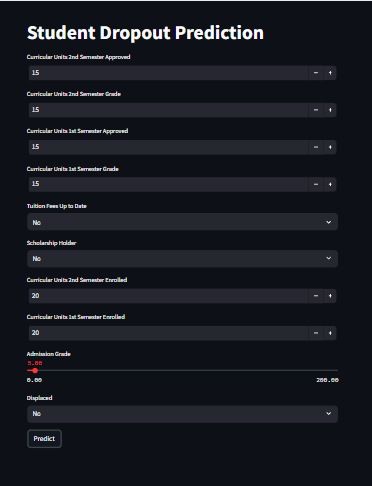 Student Dropout Prediction
Curricular Units 2nd Semester Approved
15
Curricular Units 2nd Semester Grade
15
Curricular Units 1st Semester Approved
15
Curricular Units 1st Semester Grade
15
Tuition Fees Up to Date
No
Scholarship Holder
No
Curricular Units 2nd Semester Enrolled
20
Curricular Units 1st Semester Enrolled
20
Admission Grade
5.00
0.00 200.00
Displaced
No
Predict